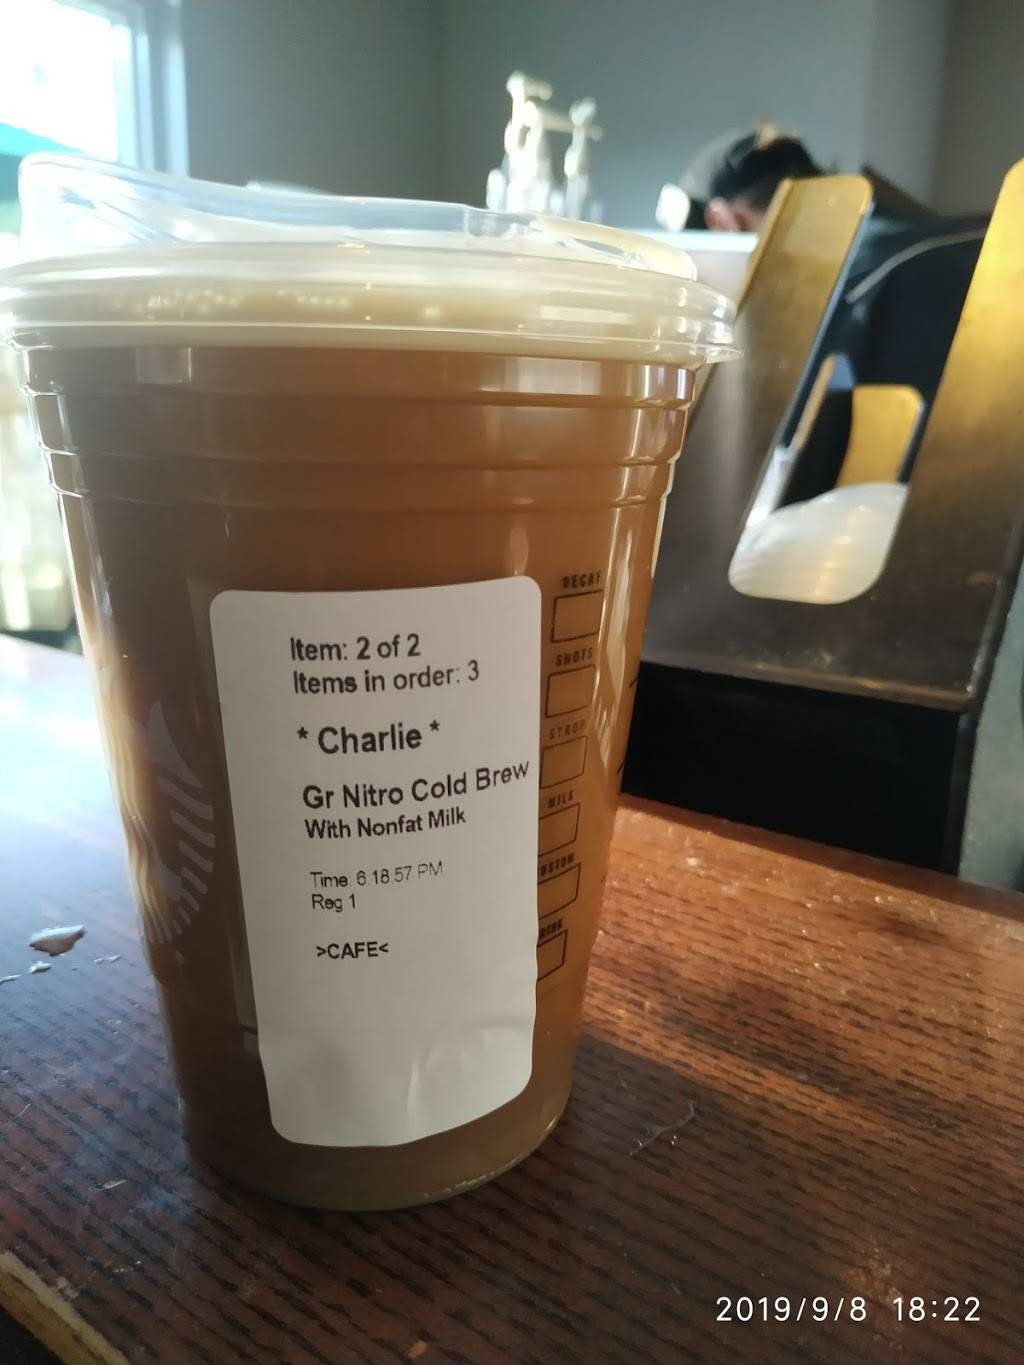 Item: 2 of 2
Items in order: 3
* Charlie *
Gr Nitro Cold Brew
With Nonfat Milk
Time: 6:18:57 PM
Reg 1
>CAFE<
DECAF
SHOTS
SYRUP
MILK
2019/9/8 18:22